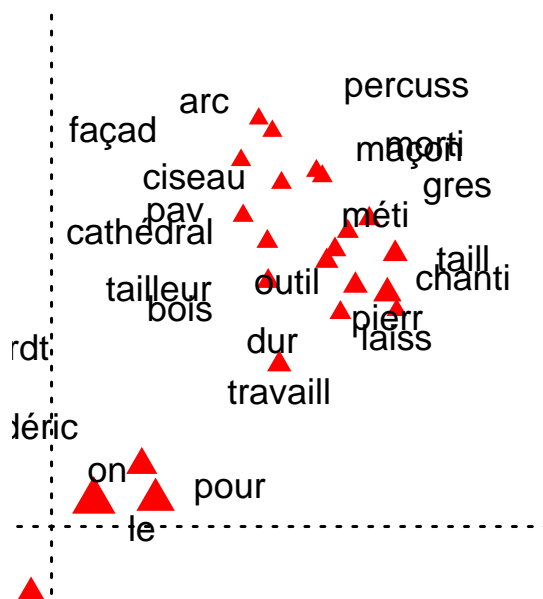 percuss
arc
façad
morti
maçon
ciseau
gres
pav
méti
cathédral
taill
chanti
outil
tailleur
bois
pierr
laiss
dur
rdt
travaill
déric
on
pour
le